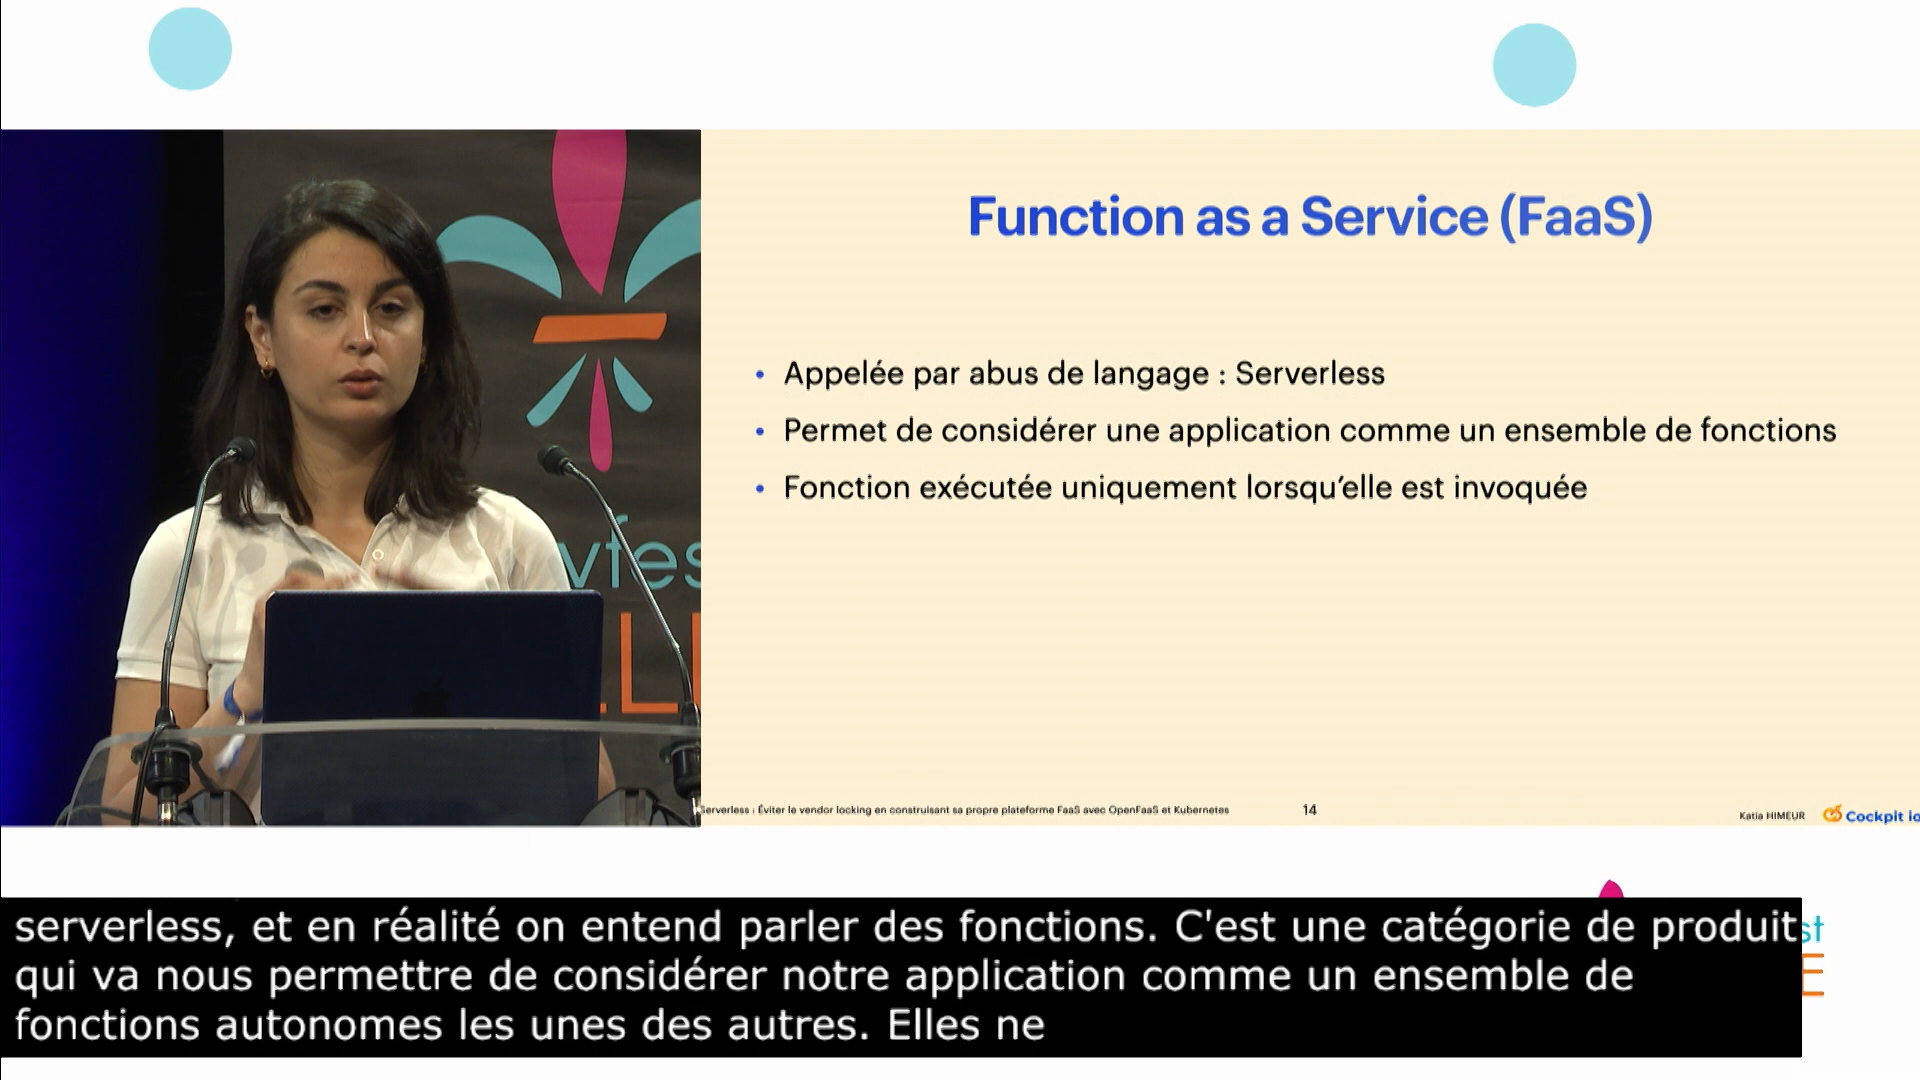 Function as a Service (FaaS)
• Appelée par abus de langage : Serverless
• Permet de considérer une application comme un ensemble de fonctions
• Fonction exécutée uniquement lorsqu’elle est invoquée
vfes
LL
Serverless : Éviter le vendor locking en construisant sa propre plateforme FaaS avec OpenFaaS et Kubernetes
14
Katia HIMEUR
Cockpit io
serverless, et en réalité on entend parler des fonctions. C'est une catégorie de produit
qui va nous permettre de considérer notre application comme un ensemble de
fonctions autonomes les unes des autres. Elles ne
st
E